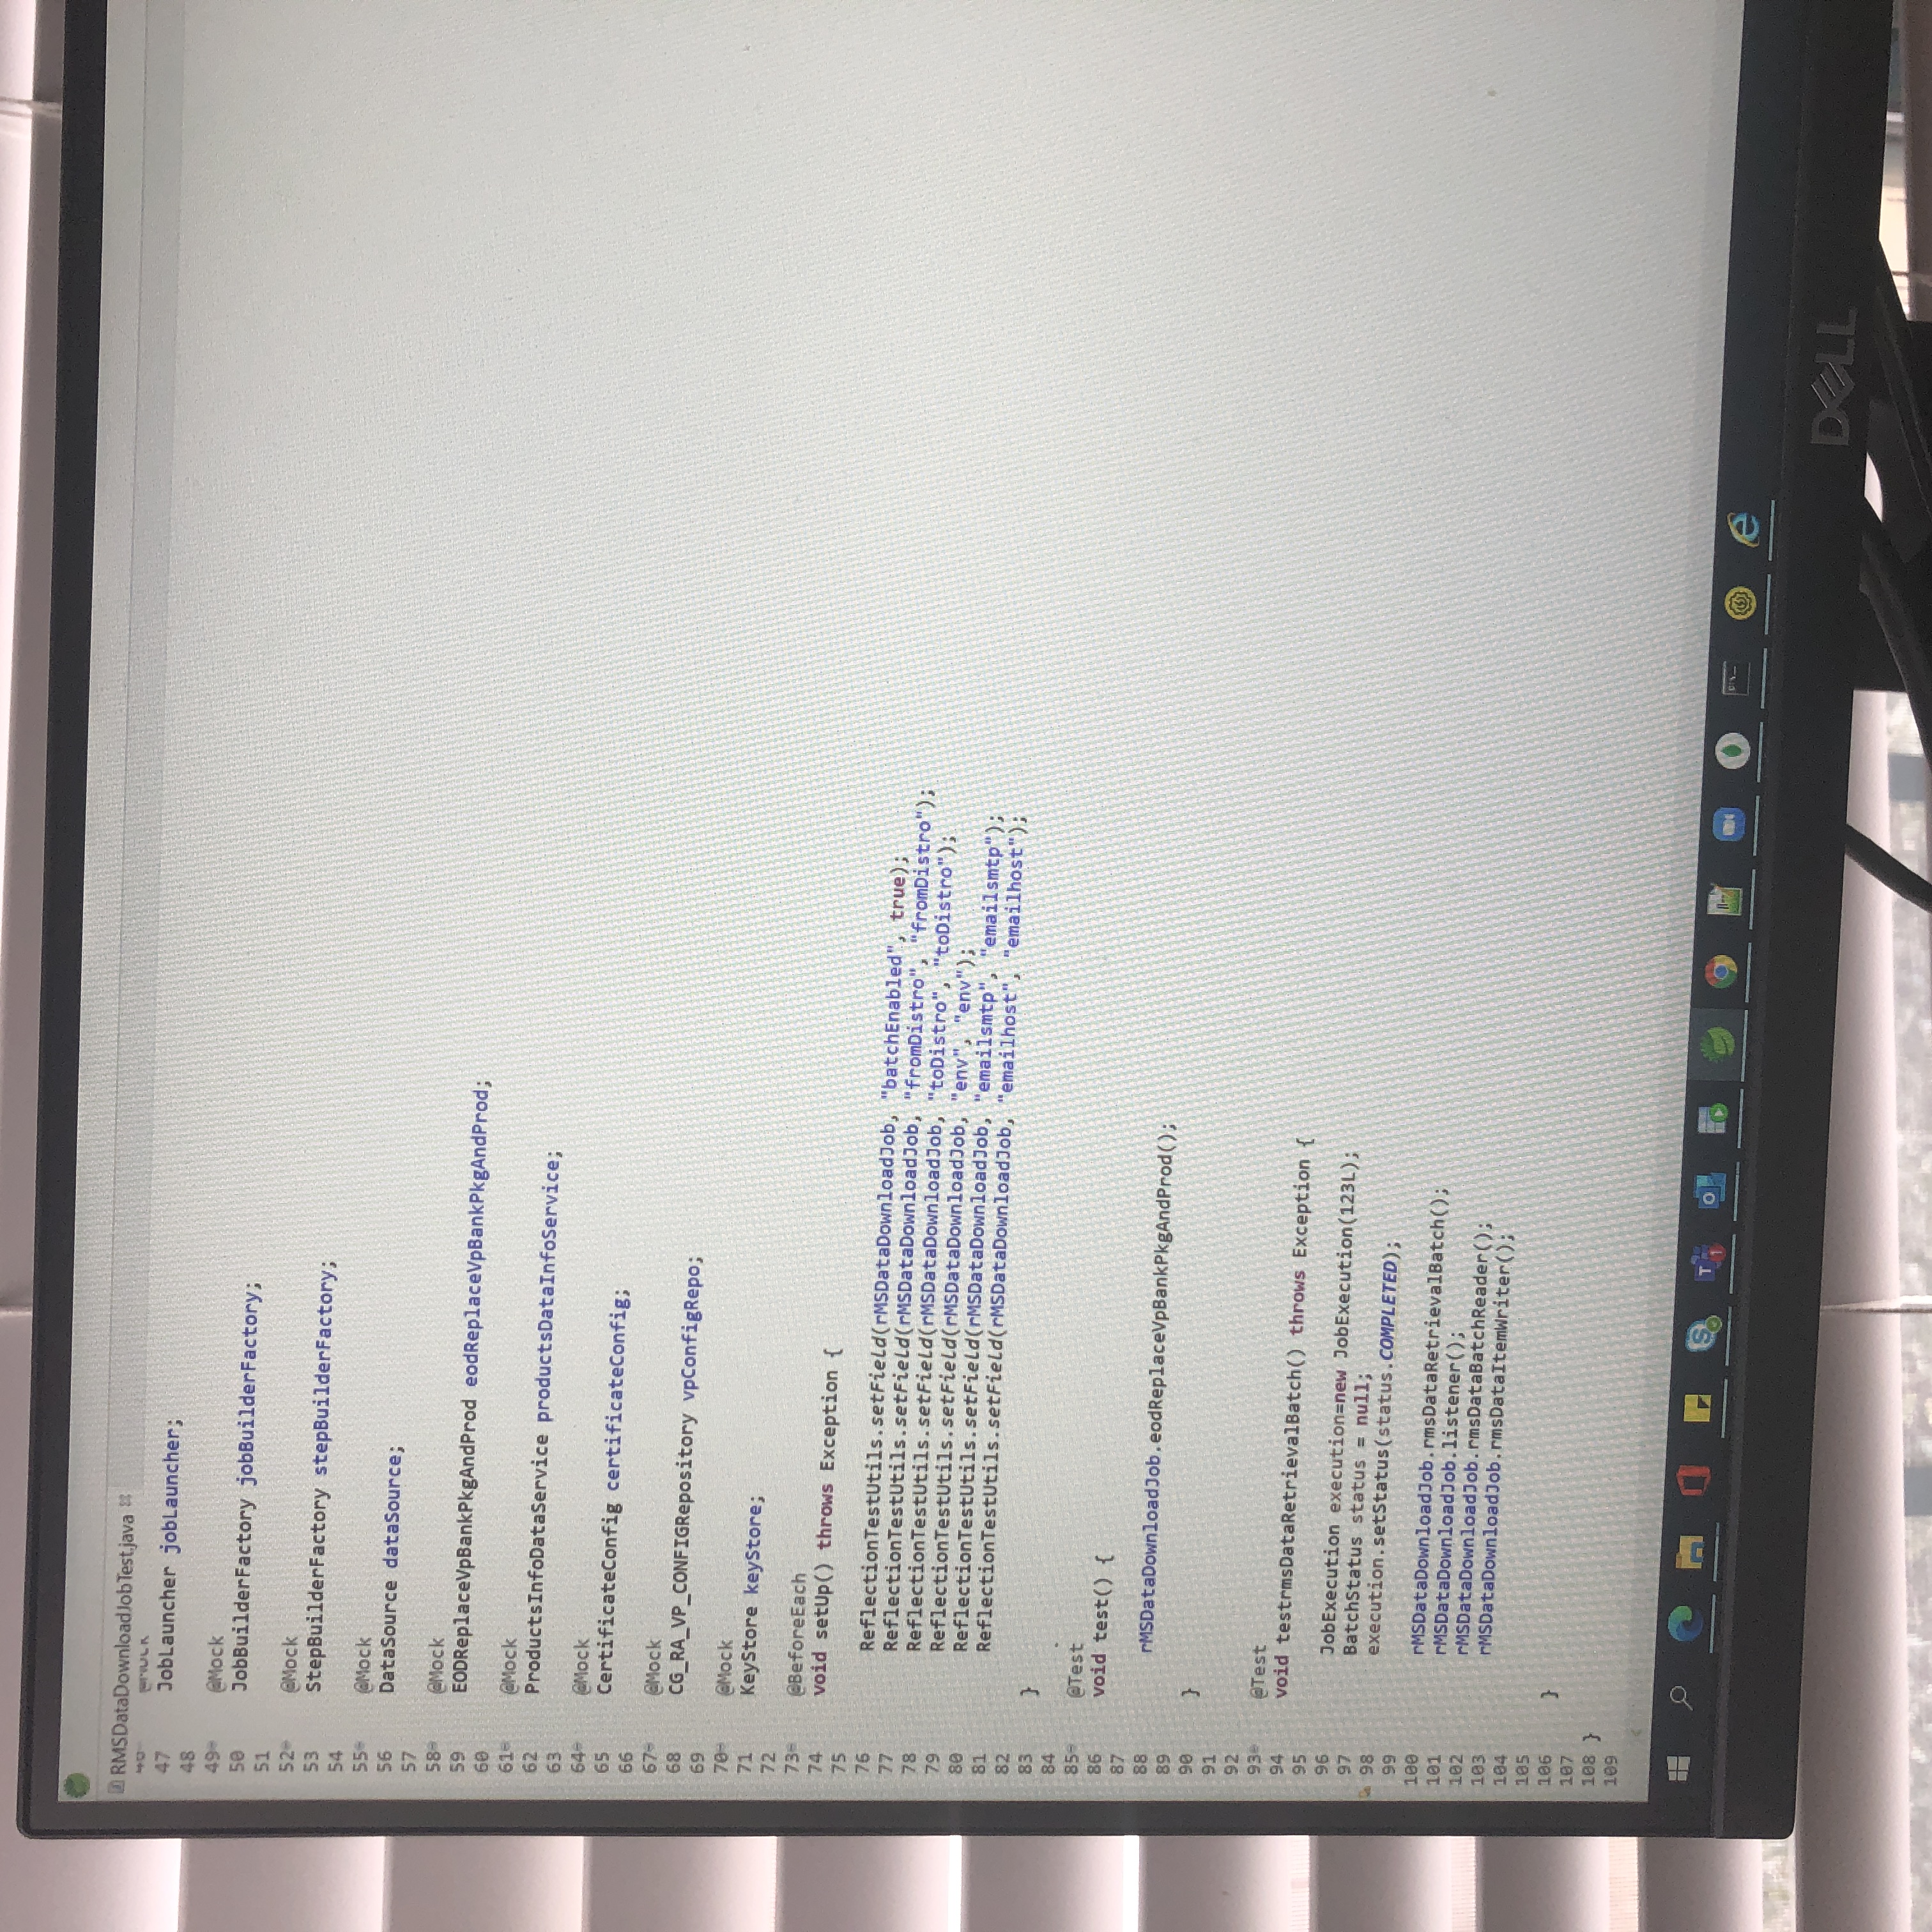 RMSDataDownloadJobTest.java
46 @Mock
47 JobLauncher jobLauncher;
48
49 @Mock
50 JobBuilderFactory jobBuilderFactory;
51
52 @Mock
53 StepBuilderFactory stepBuilderFactory;
54
55 @Mock
56 DataSource dataSource;
57
58 @Mock
59 EODReplaceVpBankPkgAndProd eodReplaceVpBankPkgAndProd;
60
61 @Mock
62 ProductsInfoDataService productsDataInfoService;
63
64 @Mock
65 CertificateConfig certificateConfig;
66
67 @Mock
68 CG_RA_VP_CONFIGRepository vpConfigRepo;
69
70 @Mock
71 KeyStore keyStore;
72
73 @BeforeEach
74 void setUp() throws Exception {
75
76 ReflectionTestUtils.setField(rMSDataDownloadJob, "batchEnabled", true);
77 ReflectionTestUtils.setField(rMSDataDownloadJob, "fromDistro", "fromDistro");
78 ReflectionTestUtils.setField(rMSDataDownloadJob, "toDistro", "toDistro");
79 ReflectionTestUtils.setField(rMSDataDownloadJob, "env", "env");
80 ReflectionTestUtils.setField(rMSDataDownloadJob, "emailsmtp", "emailsmtp");
81 ReflectionTestUtils.setField(rMSDataDownloadJob, "emailhost", "emailhost");
82
83 }
84
85 @Test
86 void test() {
87
88 rMSDataDownloadJob.eodReplaceVpBankPkgAndProd();
89
90 }
91
92
93 @Test
94 void testrmsDataRetrievalBatch() throws Exception {
95
96 JobExecution execution=new JobExecution(123L);
97 BatchStatus status = null;
98 execution.setStatus(status.COMPLETED);
99
100 rMSDataDownloadJob.rmsDataRetrievalBatch();
101 rMSDataDownloadJob.listener();
102 rMSDataDownloadJob.rmsDataBatchReader();
103 rMSDataDownloadJob.rmsDataItemWriter();
104
105
106 }
107
108 }
109
DELL